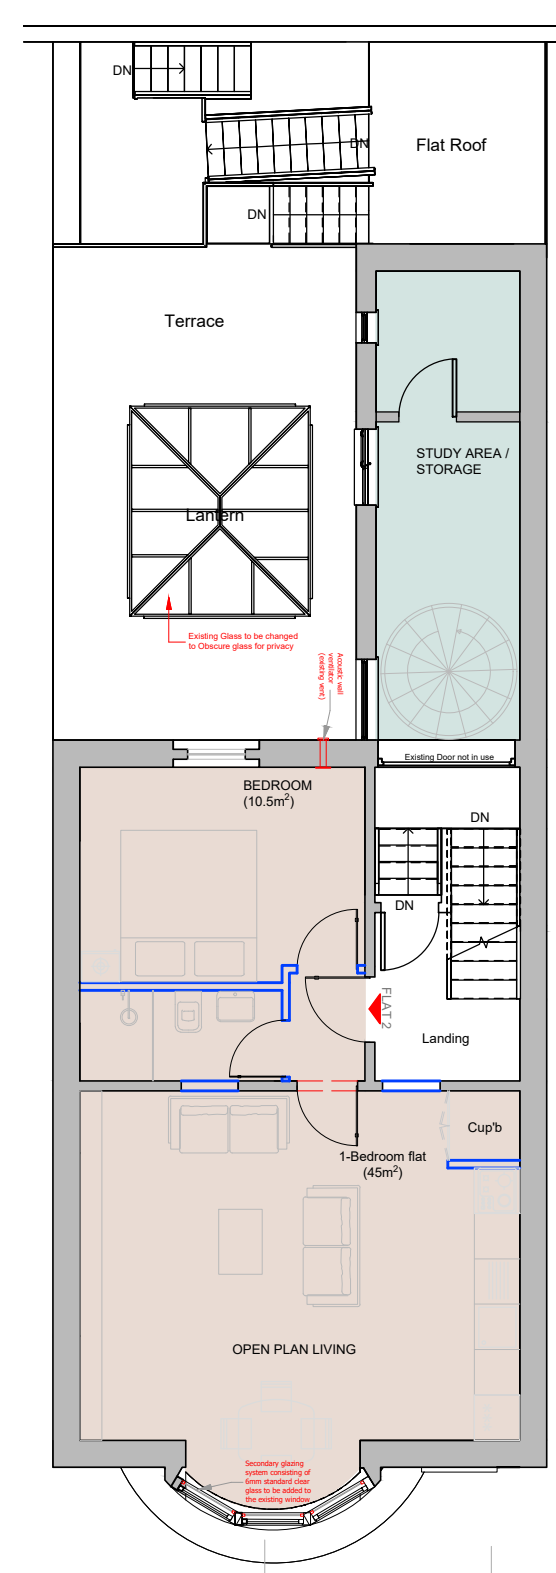 DN
DN
Flat Roof
DN
Terrace
STUDY AREA /
STORAGE
Lantern
Existing Glass to be changed
to Obscure glass for privacy
Acoustic wall
ventilator
(existing vent)
Existing Door not in use
BEDROOM
(10.5m²)
DN
DN
FLAT 2
Landing
Cup'b
1-Bedroom flat
(45m²)
OPEN PLAN LIVING
Secondary glazing
system consisting of
6mm standard clear
glass to be added to
the existing window